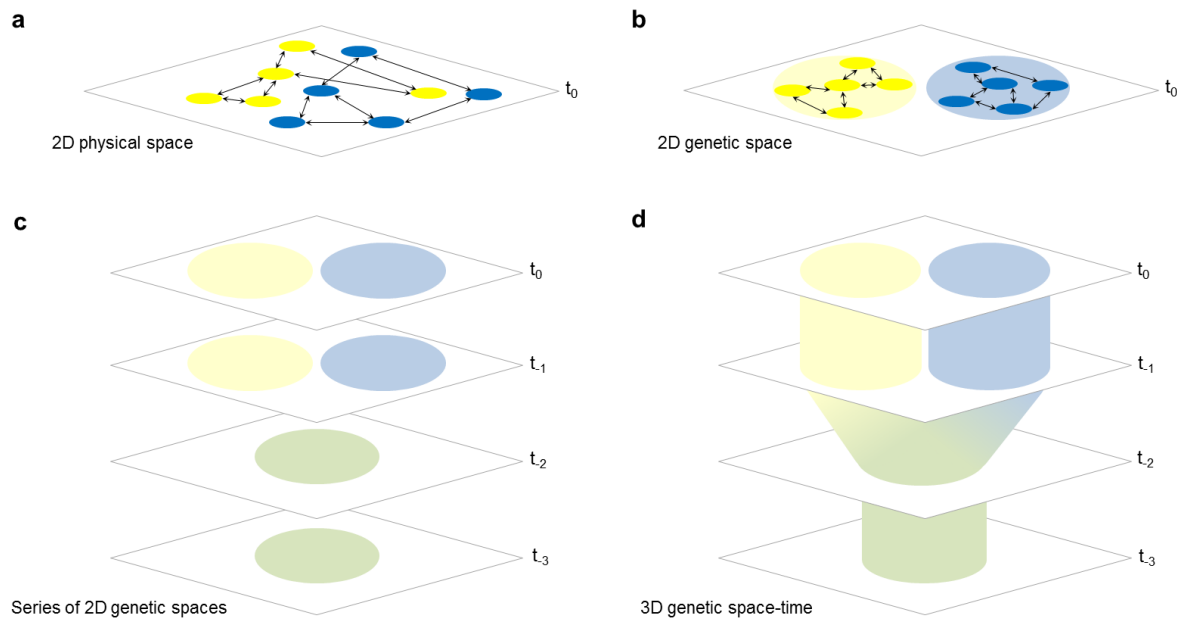 a
b
t0
t0
2D physical space
2D genetic space
c
d
t0
t0
t-1
t-1
t-2
t-2
t-3
t-3
Series of 2D genetic spaces
3D genetic space-time